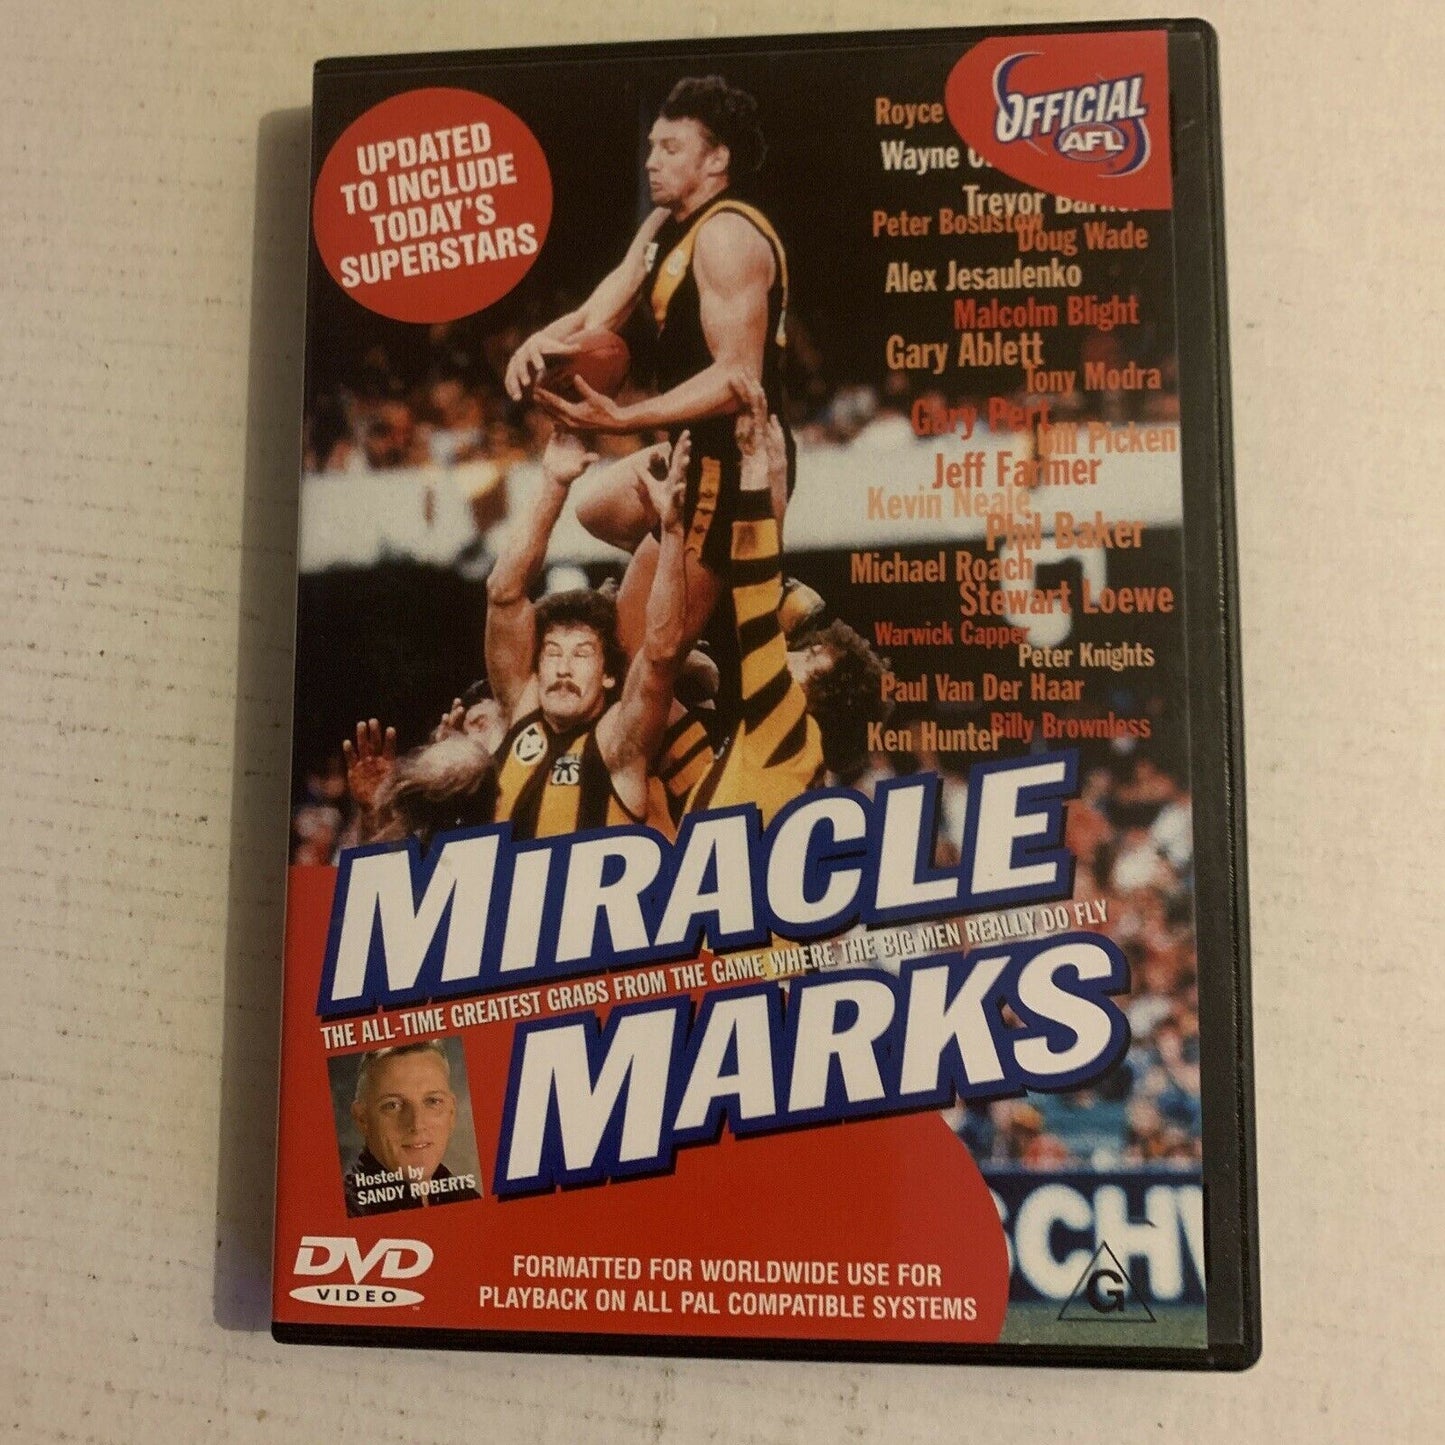 UPDATED
TO INCLUDE
TODAY'S
SUPERSTARS
OFFICIAL
AFL
Royce
Wayne
Trevor
Peter Bosustow
Doug Wade
Alex Jesaulenko
Malcolm Blight
Gary Ablett
Tony Modra
Gary Pert
Bill Picken
Jeff Farmer
Kevin Neale
Phil Baker
Michael Roach
Stewart Loewe
Warwick Capper
Peter Knights
Paul Van Der Haar
Ken Hunter
Billy Brownless
MIRACLE
THE ALL-TIME GREATEST GRABS FROM THE GAME WHERE THE BIG MEN REALLY DO FLY
MARKS
Hosted by
SANDY ROBERTS
DVD
VIDEO
FORMATTED FOR WORLDWIDE USE FOR
PLAYBACK ON ALL PAL COMPATIBLE SYSTEMS
G